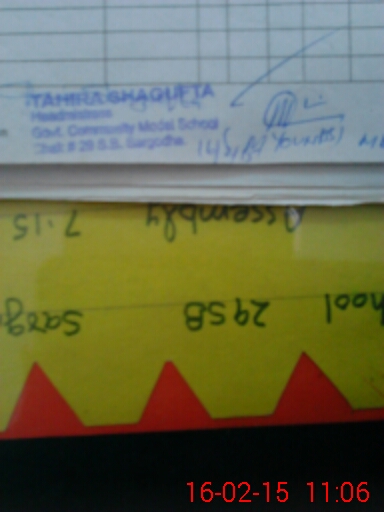 TAHIRA SHAGUFTA
Headmistress
Govt. Community Model School
Chak # 29 S.B. Sargodha.
Assembly 7.15
hool 29SB Sarg
16-02-15 11:06